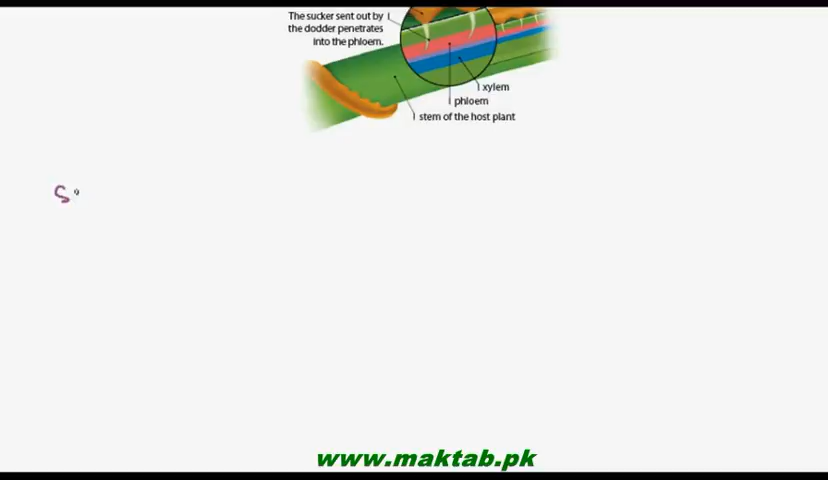 The sucker sent out by
the dodder penetrates
into the phloem.
xylem
phloem
stem of the host plant
S
www.maktab.pk